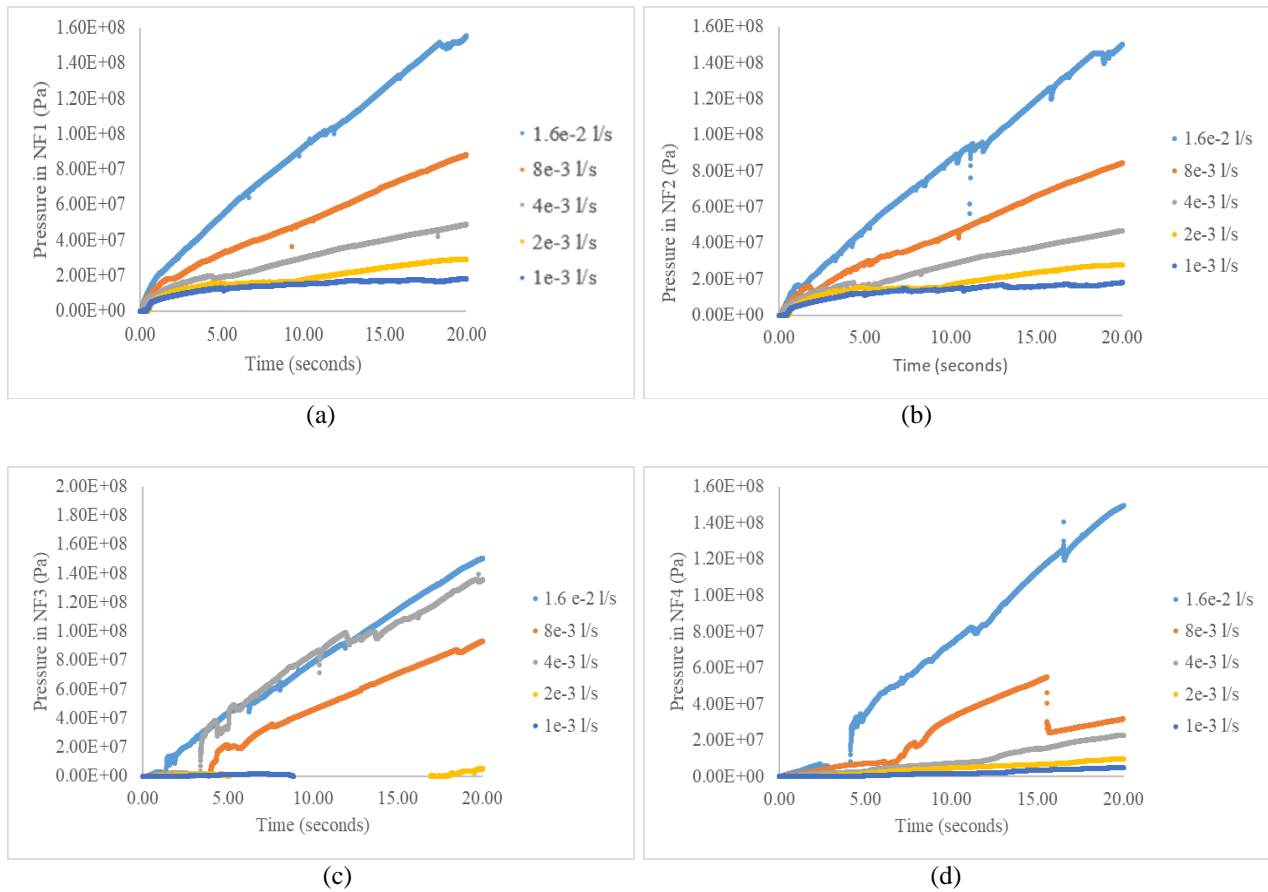 1.60E+08
1.40E+08
1.20E+08
1.00E+08
8.00E+07
6.00E+07
4.00E+07
2.00E+07
0.00E+00
Pressure in NF1 (Pa)
0.00 5.00 10.00 15.00 20.00
Time (seconds)
1.6e-2 l/s
8e-3 l/s
4e-3 l/s
2e-3 l/s
1e-3 l/s
(a)
1.60E+08
1.40E+08
1.20E+08
1.00E+08
8.00E+07
6.00E+07
4.00E+07
2.00E+07
0.00E+00
Pressure in NF2 (Pa)
0.00 5.00 10.00 15.00 20.00
Time (seconds)
1.6e-2 l/s
8e-3 l/s
4e-3 l/s
2e-3 l/s
1e-3 l/s
(b)
2.00E+08
1.80E+08
1.60E+08
1.40E+08
1.20E+08
1.00E+08
8.00E+07
6.00E+07
4.00E+07
2.00E+07
0.00E+00
Pressure in NF3 (Pa)
0.00 5.00 10.00 15.00 20.00
Time (seconds)
1.6 e-2 l/s
8e-3 l/s
4e-3 l/s
2e-3 l/s
1e-3 l/s
(c)
1.60E+08
1.40E+08
1.20E+08
1.00E+08
8.00E+07
6.00E+07
4.00E+07
2.00E+07
0.00E+00
Pressure in NF4 (Pa)
0.00 5.00 10.00 15.00 20.00
Time (seconds)
1.6e-2 l/s
8e-3 l/s
4e-3 l/s
2e-3 l/s
1e-3 l/s
(d)